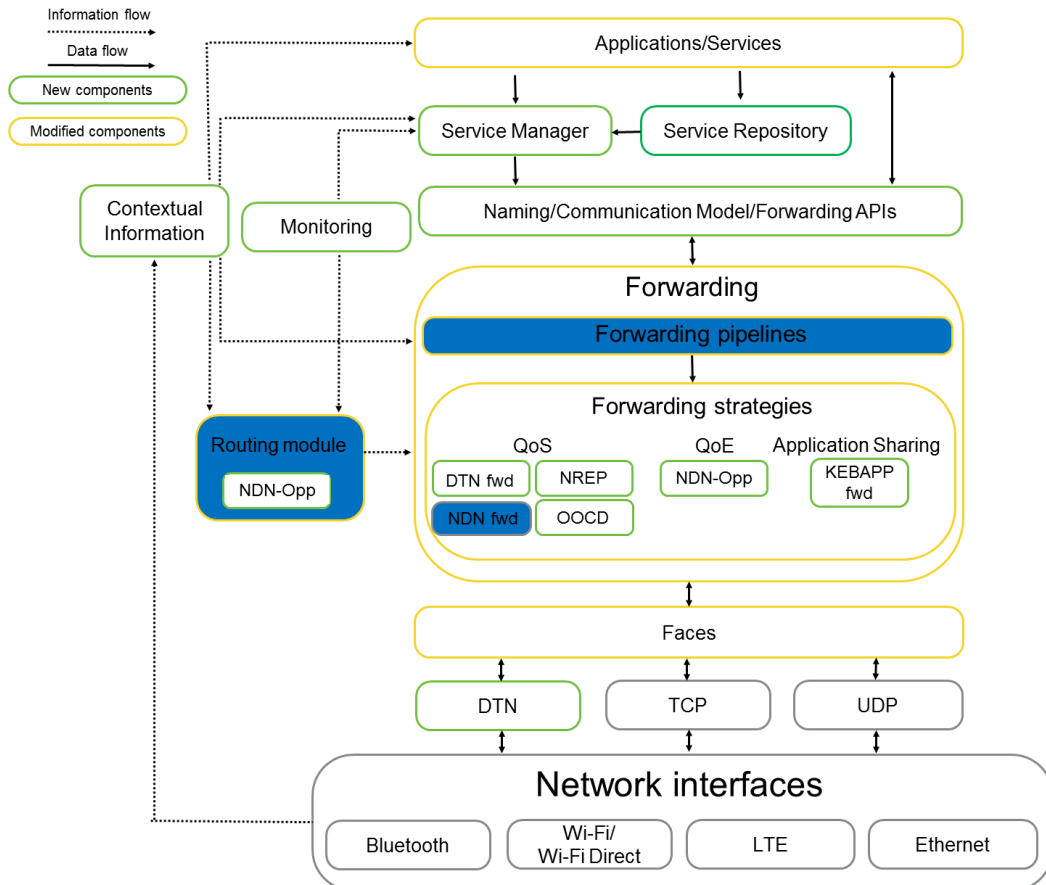 Information flow
Data flow
New components
Modified components
Applications/Services
Service Manager
Service Repository
Contextual
Information
Monitoring
Naming/Communication Model/Forwarding APIs
Forwarding
Forwarding pipelines
Forwarding strategies
Routing module
NDN-Opp
QoS
QoE
Application Sharing
DTN fwd
NREP
NDN-Opp
KEBAPP
fwd
NDN fwd
OOCD
Faces
DTN
TCP
UDP
Network interfaces
Bluetooth
Wi-Fi/
Wi-Fi Direct
LTE
Ethernet